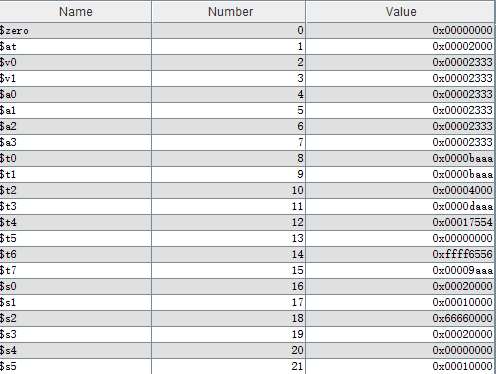 Name Number Value
$zero 0 0x00000000
$at 1 0x00002000
$v0 2 0x00002333
$v1 3 0x00002333
$a0 4 0x00002333
$a1 5 0x00002333
$a2 6 0x00002333
$a3 7 0x00002333
$t0 8 0x0000baaa
$t1 9 0x0000baaa
$t2 10 0x00004000
$t3 11 0x0000daaa
$t4 12 0x00017554
$t5 13 0x00000000
$t6 14 0xffff6556
$t7 15 0x00009aaa
$s0 16 0x00020000
$s1 17 0x00010000
$s2 18 0x66660000
$s3 19 0x00020000
$s4 20 0x00000000
$s5 21 0x00010000